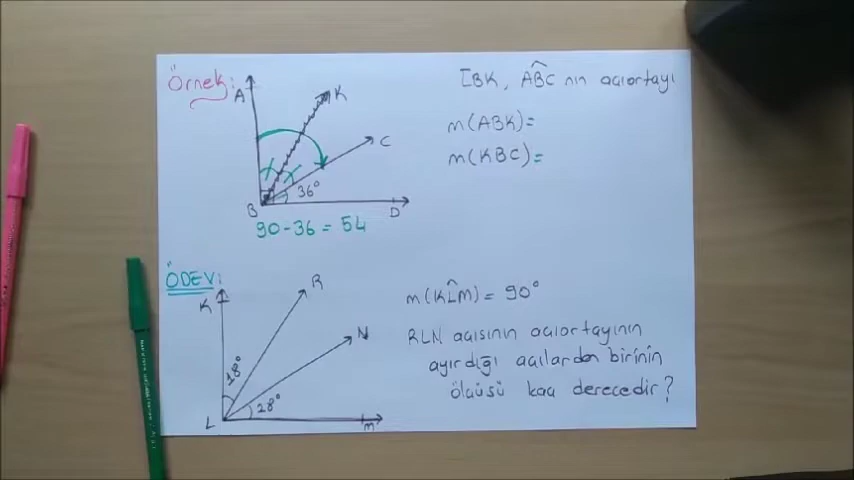 Örnek:
[BK, ABC nın açıortayı
A
K
m(ABK)=
C
m(KBC)=
36°
B
D
90-36 = 54
ÖDEV:
R
m(KLM) = 90°
K
N
RLN açısının açıortayının
ayırdığı açılardan birinin
18°
ölçüsü kaç derecedir?
28°
L
M